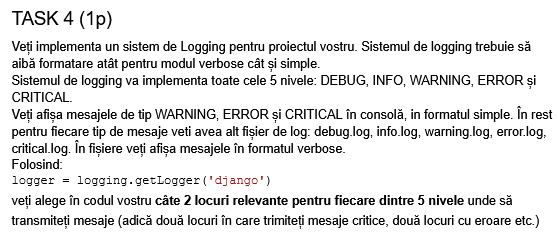 TASK 4 (1p)
Veți implementa un sistem de Logging pentru proiectul vostru. Sistemul de logging trebuie să
aibă formatare atât pentru modul verbose cât și simple.
Sistemul de logging va implementa toate cele 5 nivele: DEBUG, INFO, WARNING, ERROR și
CRITICAL.
Veți afișa mesajele de tip WARNING, ERROR și CRITICAL în consolă, in formatul simple. În rest
pentru fiecare tip de mesaje veti avea alt fișier de log: debug.log, info.log, warning.log, error.log,
critical.log. În fișiere veți afișa mesajele în formatul verbose.
Folosind:
logger = logging.getLogger('django')
veți alege în codul vostru câte 2 locuri relevante pentru fiecare dintre 5 nivele unde să
transmiteți mesaje (adică două locuri în care trimiteți mesaje critice, două locuri cu eroare etc.)